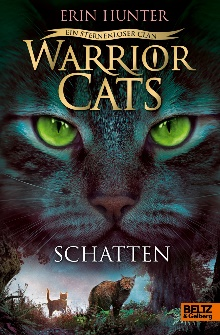 ERIN HUNTER
EIN STERNENLOSER CLAN
WARRIOR
CATS
SCHATTEN
BELTZ
& Gelberg